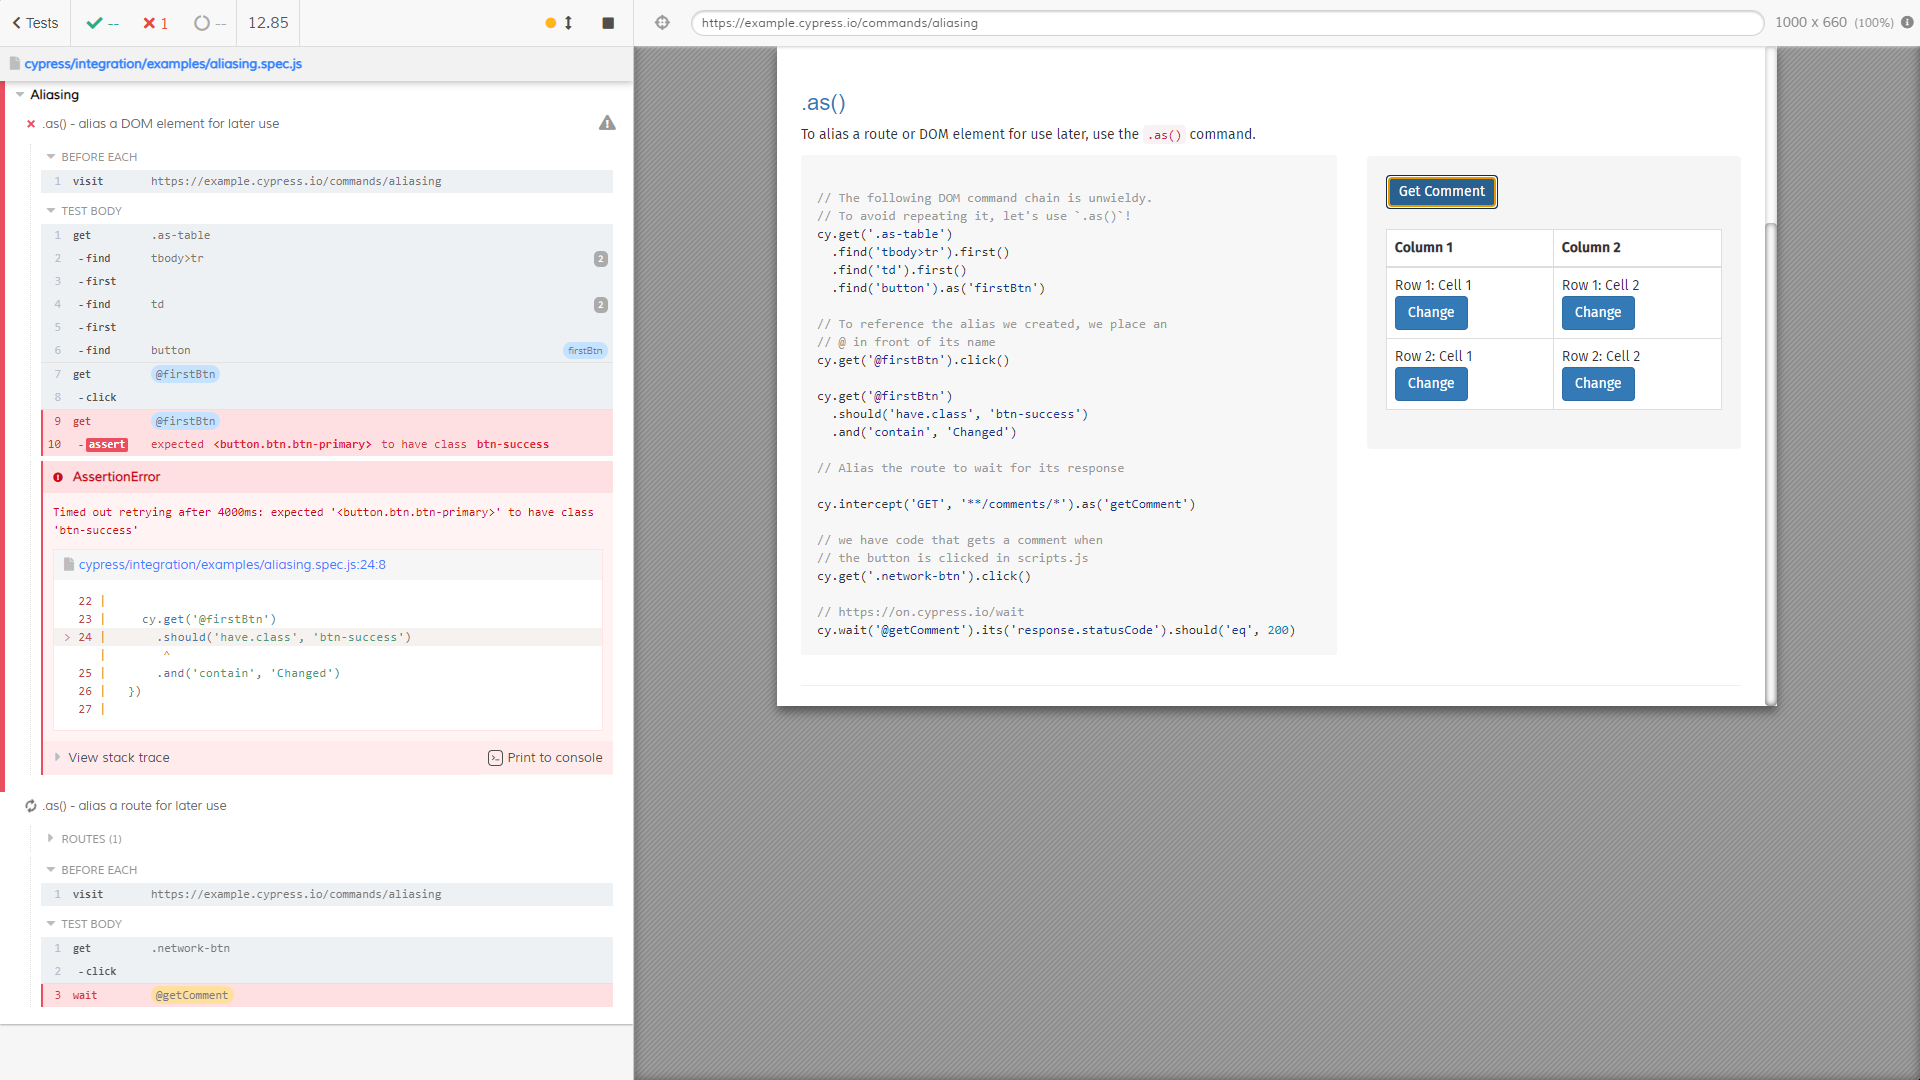 Tests
--
1
--
12.85
https://example.cypress.io/commands/aliasing
1000 x 660 (100%)
cypress/integration/examples/aliasing.spec.js
Aliasing
.as() - alias a DOM element for later use
BEFORE EACH
1 visit https://example.cypress.io/commands/aliasing
TEST BODY
1 get .as-table
2 -find tbody>tr 2
3 -first
4 -find td 2
5 -first
6 -find button firstBtn
7 get @firstBtn
8 -click
9 get @firstBtn
10 -assert expected <button.btn.btn-primary> to have class btn-success
AssertionError
Timed out retrying after 4000ms: expected '<button.btn.btn-primary>' to have class
'btn-success'
cypress/integration/examples/aliasing.spec.js:24:8
22 |
23 | cy.get('@firstBtn')
> 24 | .should('have.class', 'btn-success')
| ^
25 | .and('contain', 'Changed')
26 | })
27 |
View stack trace
Print to console
.as() - alias a route for later use
ROUTES (1)
BEFORE EACH
1 visit https://example.cypress.io/commands/aliasing
TEST BODY
1 get .network-btn
2 -click
3 wait @getComment
.as()
To alias a route or DOM element for use later, use the .as() command.
// The following DOM command chain is unwieldy.
// To avoid repeating it, let's use `.as()`!
cy.get('.as-table')
.find('tbody>tr').first()
.find('td').first()
.find('button').as('firstBtn')
// To reference the alias we created, we place an
// @ in front of its name
cy.get('@firstBtn').click()
cy.get('@firstBtn')
.should('have.class', 'btn-success')
.and('contain', 'Changed')
// Alias the route to wait for its response
cy.intercept('GET', '**/comments/*').as('getComment')
// we have code that gets a comment when
// the button is clicked in scripts.js
cy.get('.network-btn').click()
// https://on.cypress.io/wait
cy.wait('@getComment').its('response.statusCode').should('eq', 200)
Get Comment
Column 1 Column 2
Row 1: Cell 1 Row 1: Cell 2
Change Change
Row 2: Cell 1 Row 2: Cell 2
Change Change